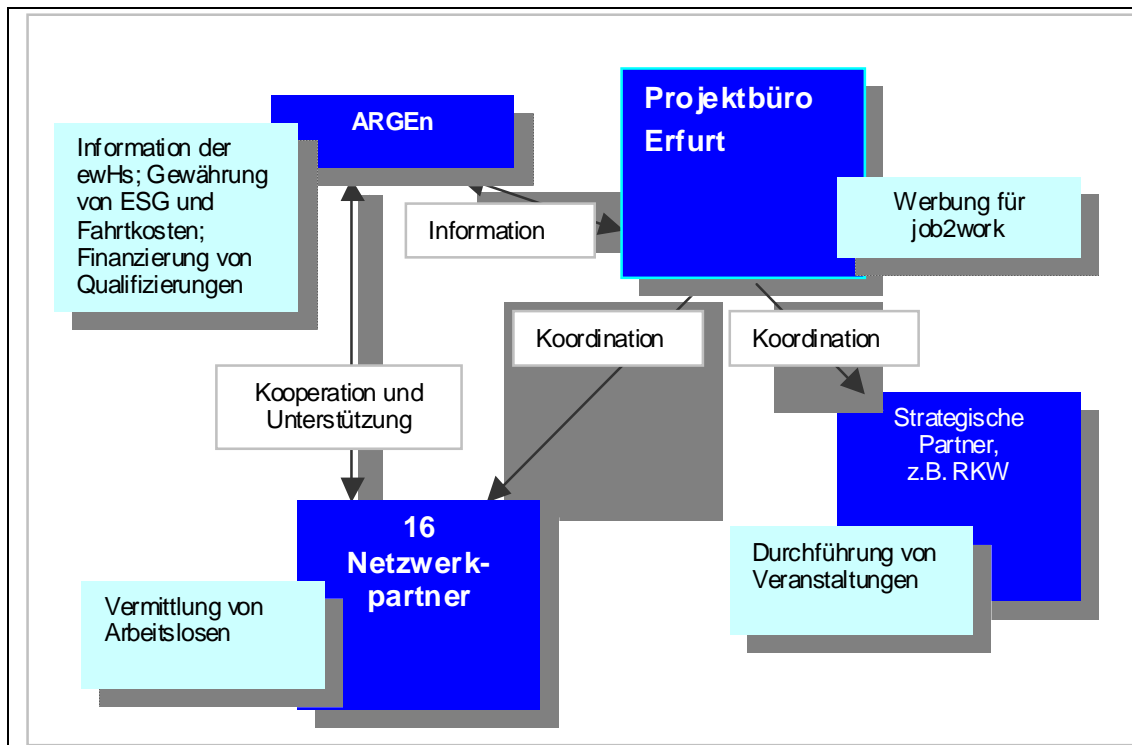 ARGEn
Information der
ewHs; Gewährung
von ESG und
Fahrtkosten;
Finanzierung von
Qualifizierungen
Projektbüro
Erfurt
Werbung für
job2work
Information
Koordination
Koordination
Kooperation und
Unterstützung
Strategische
Partner,
z.B. RKW
Durchführung von
Veranstaltungen
16
Netzwerk-
partner
Vermittlung von
Arbeitslosen